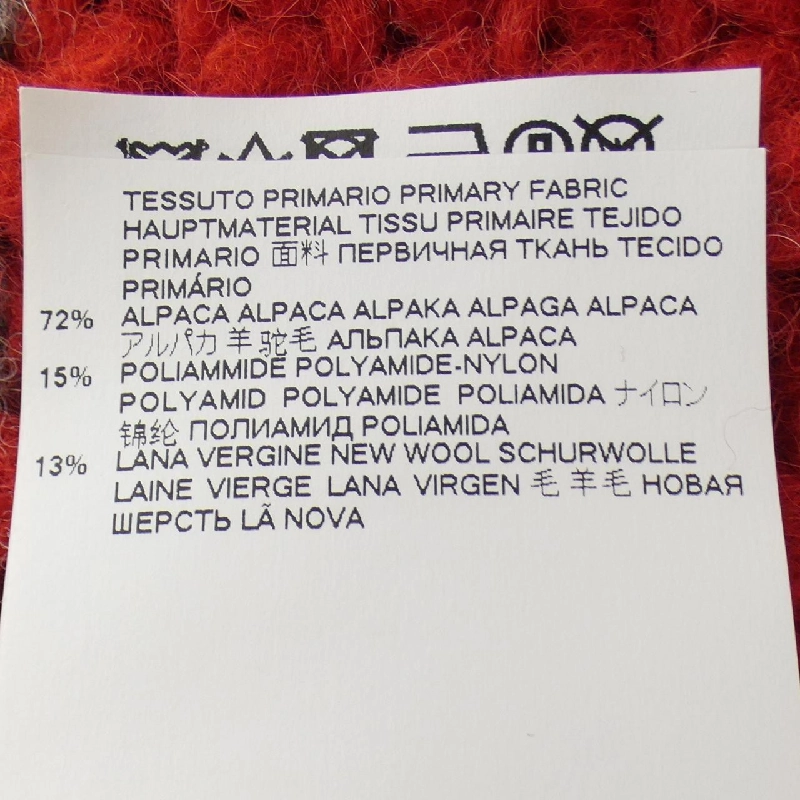 TESSUTO PRIMARIO PRIMARY FABRIC
HAUPTMATERIAL TISSU PRIMAIRE TEJIDO
PRIMARIO 面料 ПЕРВИЧНАЯ ТКАНЬ TECIDO
PRIMÁRIO
72% ALPACA ALPACA ALPAKA ALPAGA ALPACA
アルパカ 羊驼毛 АЛЬПАКА ALPACA
15% POLIAMMIDE POLYAMIDE-NYLON
POLYAMID POLYAMIDE POLIAMIDA ナイロン
锦纶 ПОЛИАМИД POLIAMIDA
13% LANA VERGINE NEW WOOL SCHURWOLLE
LAINE VIERGE LANA VIRGEN 毛 羊毛 НОВАЯ
ШЕРСТЬ LÃ NOVA